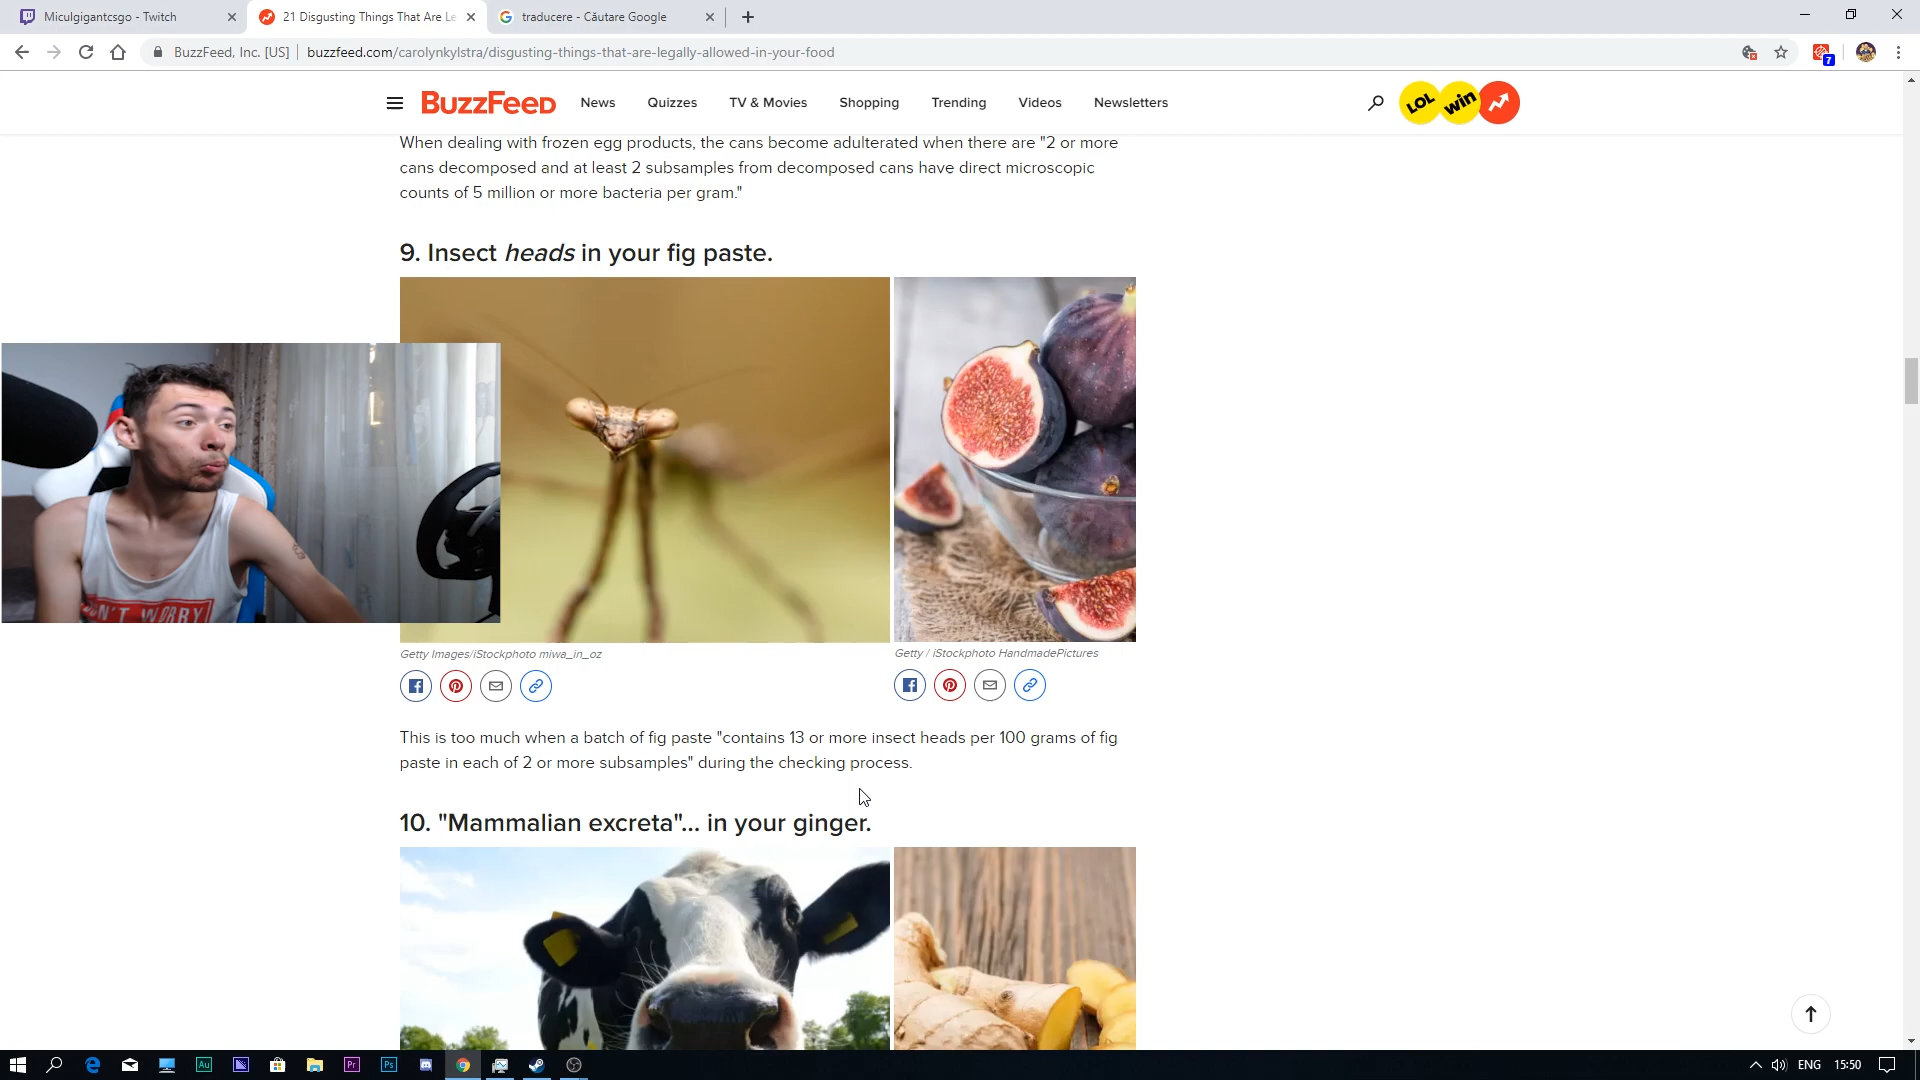 Miculgigantcsgo - Twitch
21 Disgusting Things That Are Le
traducere - Căutare Google
BuzzFeed, Inc. [US]
buzzfeed.com/carolynkylstra/disgusting-things-that-are-legally-allowed-in-your-food
7
BuzzFeed
News
Quizzes
TV & Movies
Shopping
Trending
Videos
Newsletters
LOL
win
When dealing with frozen egg products, the cans become adulterated when there are "2 or more
cans decomposed and at least 2 subsamples from decomposed cans have direct microscopic
counts of 5 million or more bacteria per gram."
9. Insect heads in your fig paste.
DON'T WORRY
Getty Images/iStockphoto miwa_in_oz
Getty / iStockphoto HandmadePictures
This is too much when a batch of fig paste "contains 13 or more insect heads per 100 grams of fig
paste in each of 2 or more subsamples" during the checking process.
10. "Mammalian excreta"... in your ginger.
Au
Pr
Ps
ENG
15:50